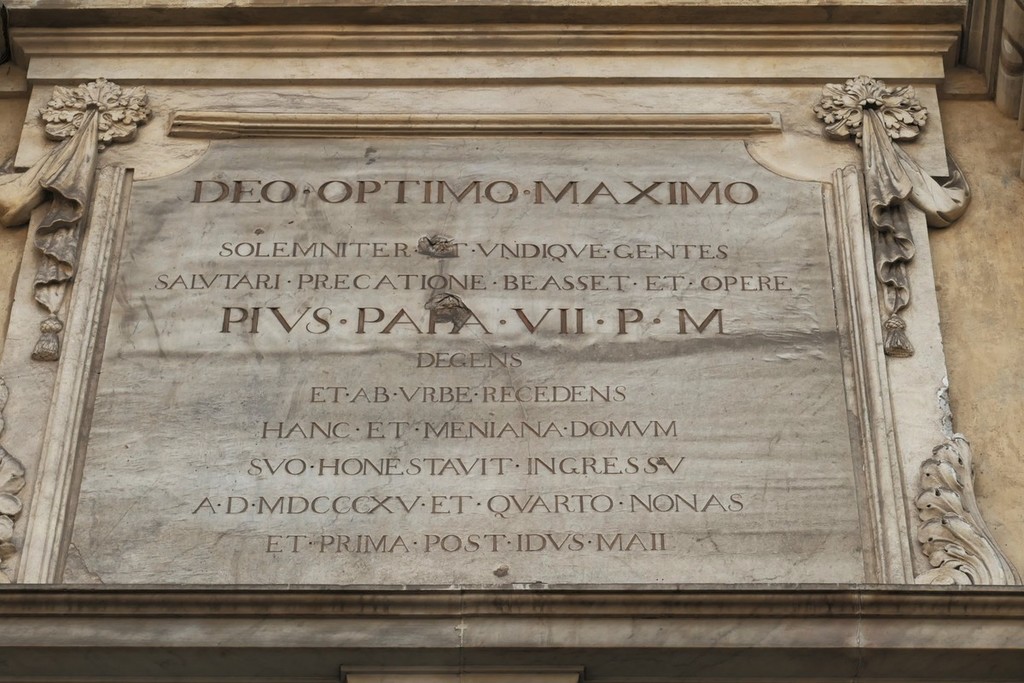 DEO·OPTIMO·MAXIMO
SOLEMNITER·ET·VNDIQVE·GENTES
SALVTARI·PRECATIONE·BEASSET·ET·OPERE
PIVS·PAPA·VII·P·M
DEGENS
ET·AB·VRBE·RECEDENS
HANC·ET·MENIANA·DOMVM
SVO·HONESTAVIT·INGRESSV
A·D·MDCCCXV·ET·QVARTO·NONAS
ET·PRIMA·POST·IDVS·MAII